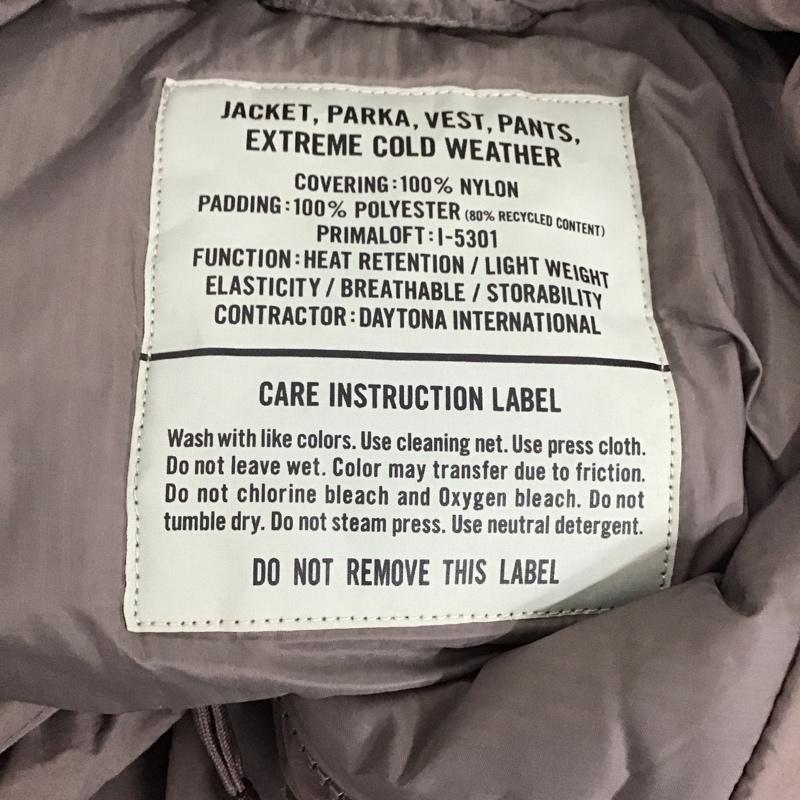 JACKET, PARKA, VEST, PANTS,
EXTREME COLD WEATHER
COVERING:100% NYLON
PADDING:100% POLYESTER (80% RECYCLED CONTENT)
PRIMALOFT:I-5301
FUNCTION:HEAT RETENTION / LIGHT WEIGHT
ELASTICITY / BREATHABLE / STORABILITY
CONTRACTOR:DAYTONA INTERNATIONAL
CARE INSTRUCTION LABEL
Wash with like colors. Use cleaning net. Use press cloth.
Do not leave wet. Color may transfer due to friction.
Do not chlorine bleach and Oxygen bleach. Do not
tumble dry. Do not steam press. Use neutral detergent.
DO NOT REMOVE THIS LABEL